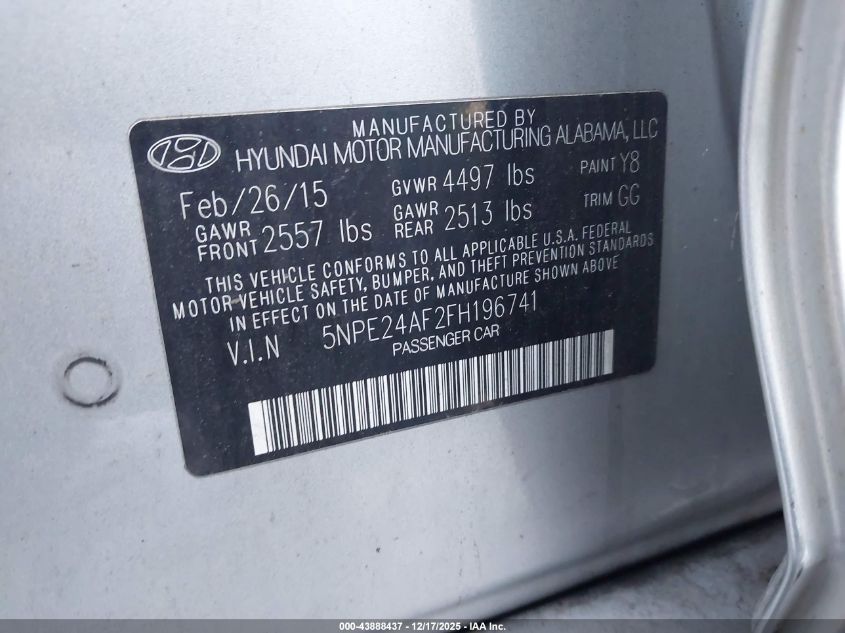 MANUFACTURED BY
HYUNDAI MOTOR MANUFACTURING ALABAMA, LLC
Feb/26/15 GVWR 4497 lbs PAINT Y8
GAWR FRONT 2557 lbs GAWR REAR 2513 lbs TRIM GG
THIS VEHICLE CONFORMS TO ALL APPLICABLE U.S.A. FEDERAL
MOTOR VEHICLE SAFETY, BUMPER, AND THEFT PREVENTION STANDARDS
IN EFFECT ON THE DATE OF MANUFACTURE SHOWN ABOVE
V.I.N 5NPE24AF2FH196741
PASSENGER CAR
000-43888437 - 12/17/2025 - IAA Inc.